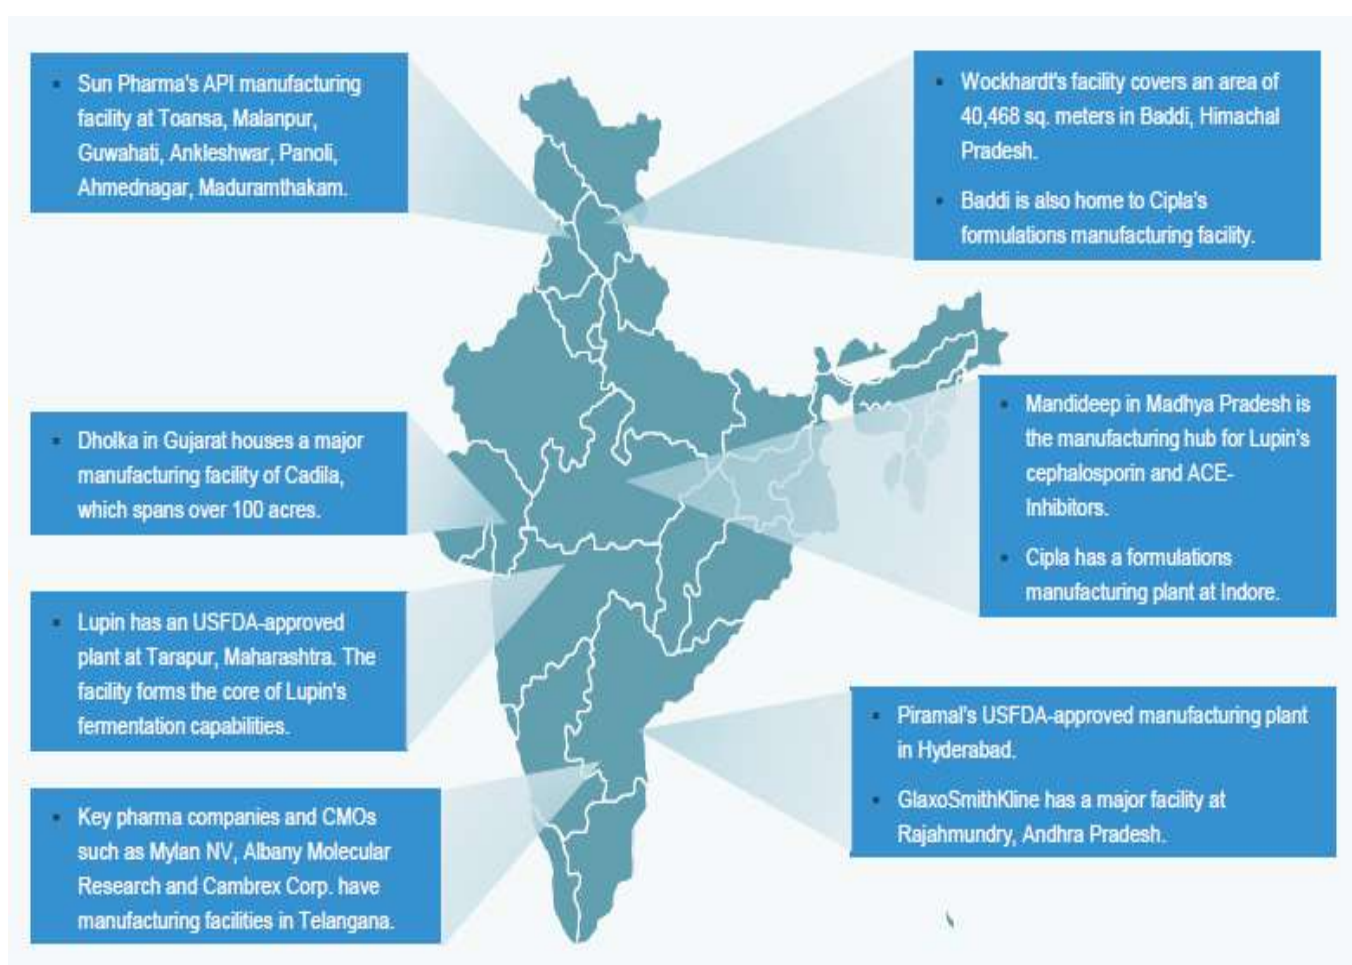 Sun Pharma's API manufacturing
facility at Toansa, Malanpur,
Guwahati, Ankleshwar, Panoli,
Ahmednagar, Maduramthakam.
Wockhardt's facility covers an area of
40,468 sq. meters in Baddi, Himachal
Pradesh.
Baddi is also home to Cipla's
formulations manufacturing facility.
Dholka in Gujarat houses a major
manufacturing facility of Cadila,
which spans over 100 acres.
Mandideep in Madhya Pradesh is
the manufacturing hub for Lupin's
cephalosporin and ACE-
Inhibitors.
Cipla has a formulations
manufacturing plant at Indore.
Lupin has an USFDA-approved
plant at Tarapur, Maharashtra. The
facility forms the core of Lupin's
fermentation capabilities.
Piramal's USFDA-approved manufacturing plant
in Hyderabad.
GlaxoSmithKline has a major facility at
Rajahmundry, Andhra Pradesh.
Key pharma companies and CMOs
such as Mylan NV, Albany Molecular
Research and Cambrex Corp. have
manufacturing facilities in Telangana.